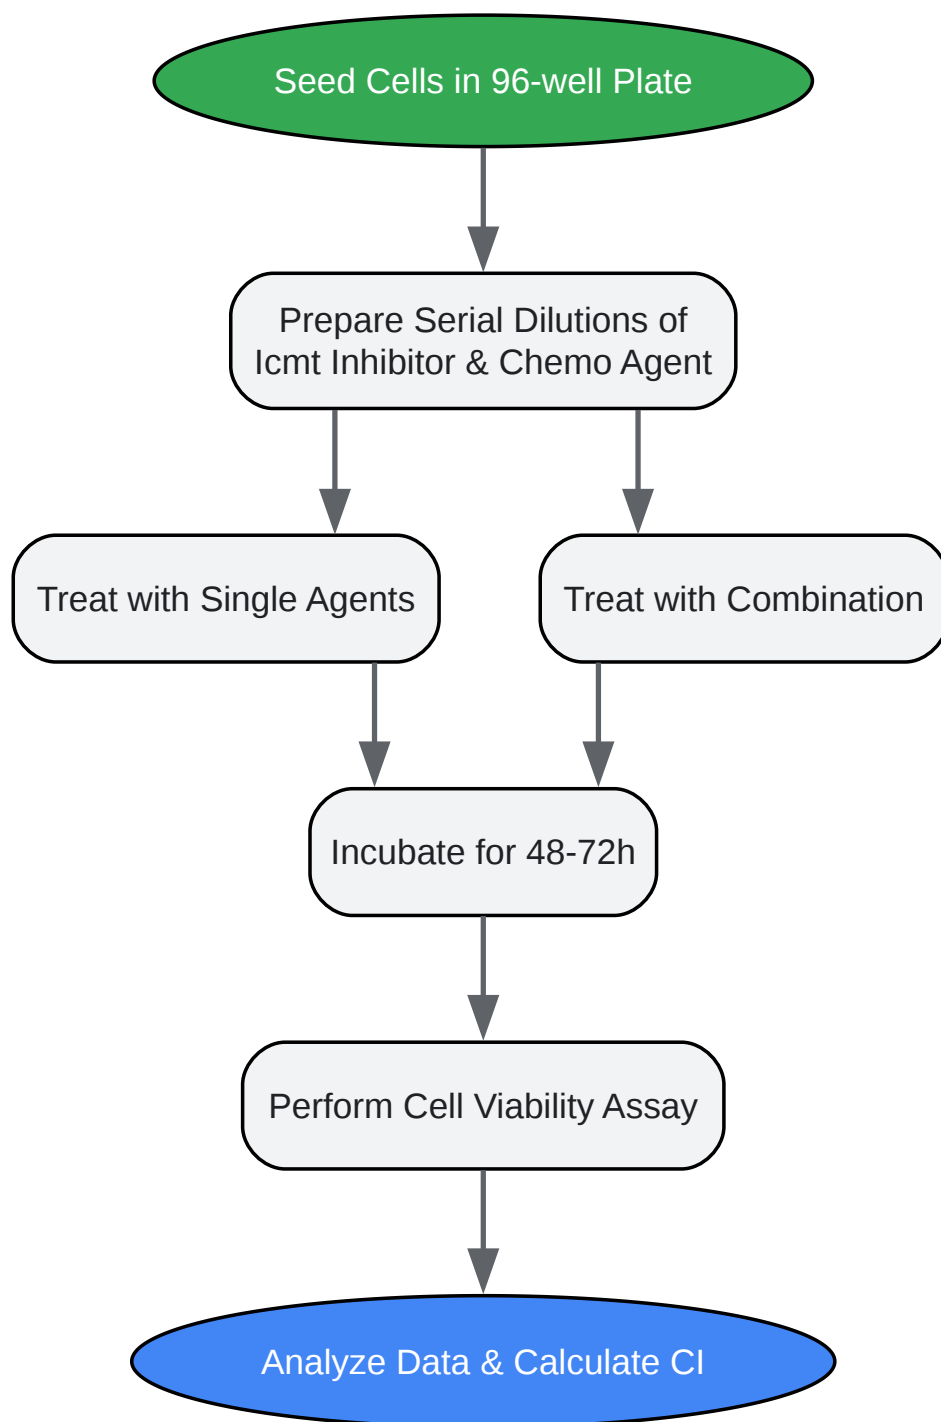 Seed Cells in 96-well Plate
Prepare Serial Dilutions of
Icmt Inhibitor & Chemo Agent
Treat with Single Agents
Treat with Combination
Incubate for 48-72h
Perform Cell Viability Assay
Analyze Data & Calculate CI